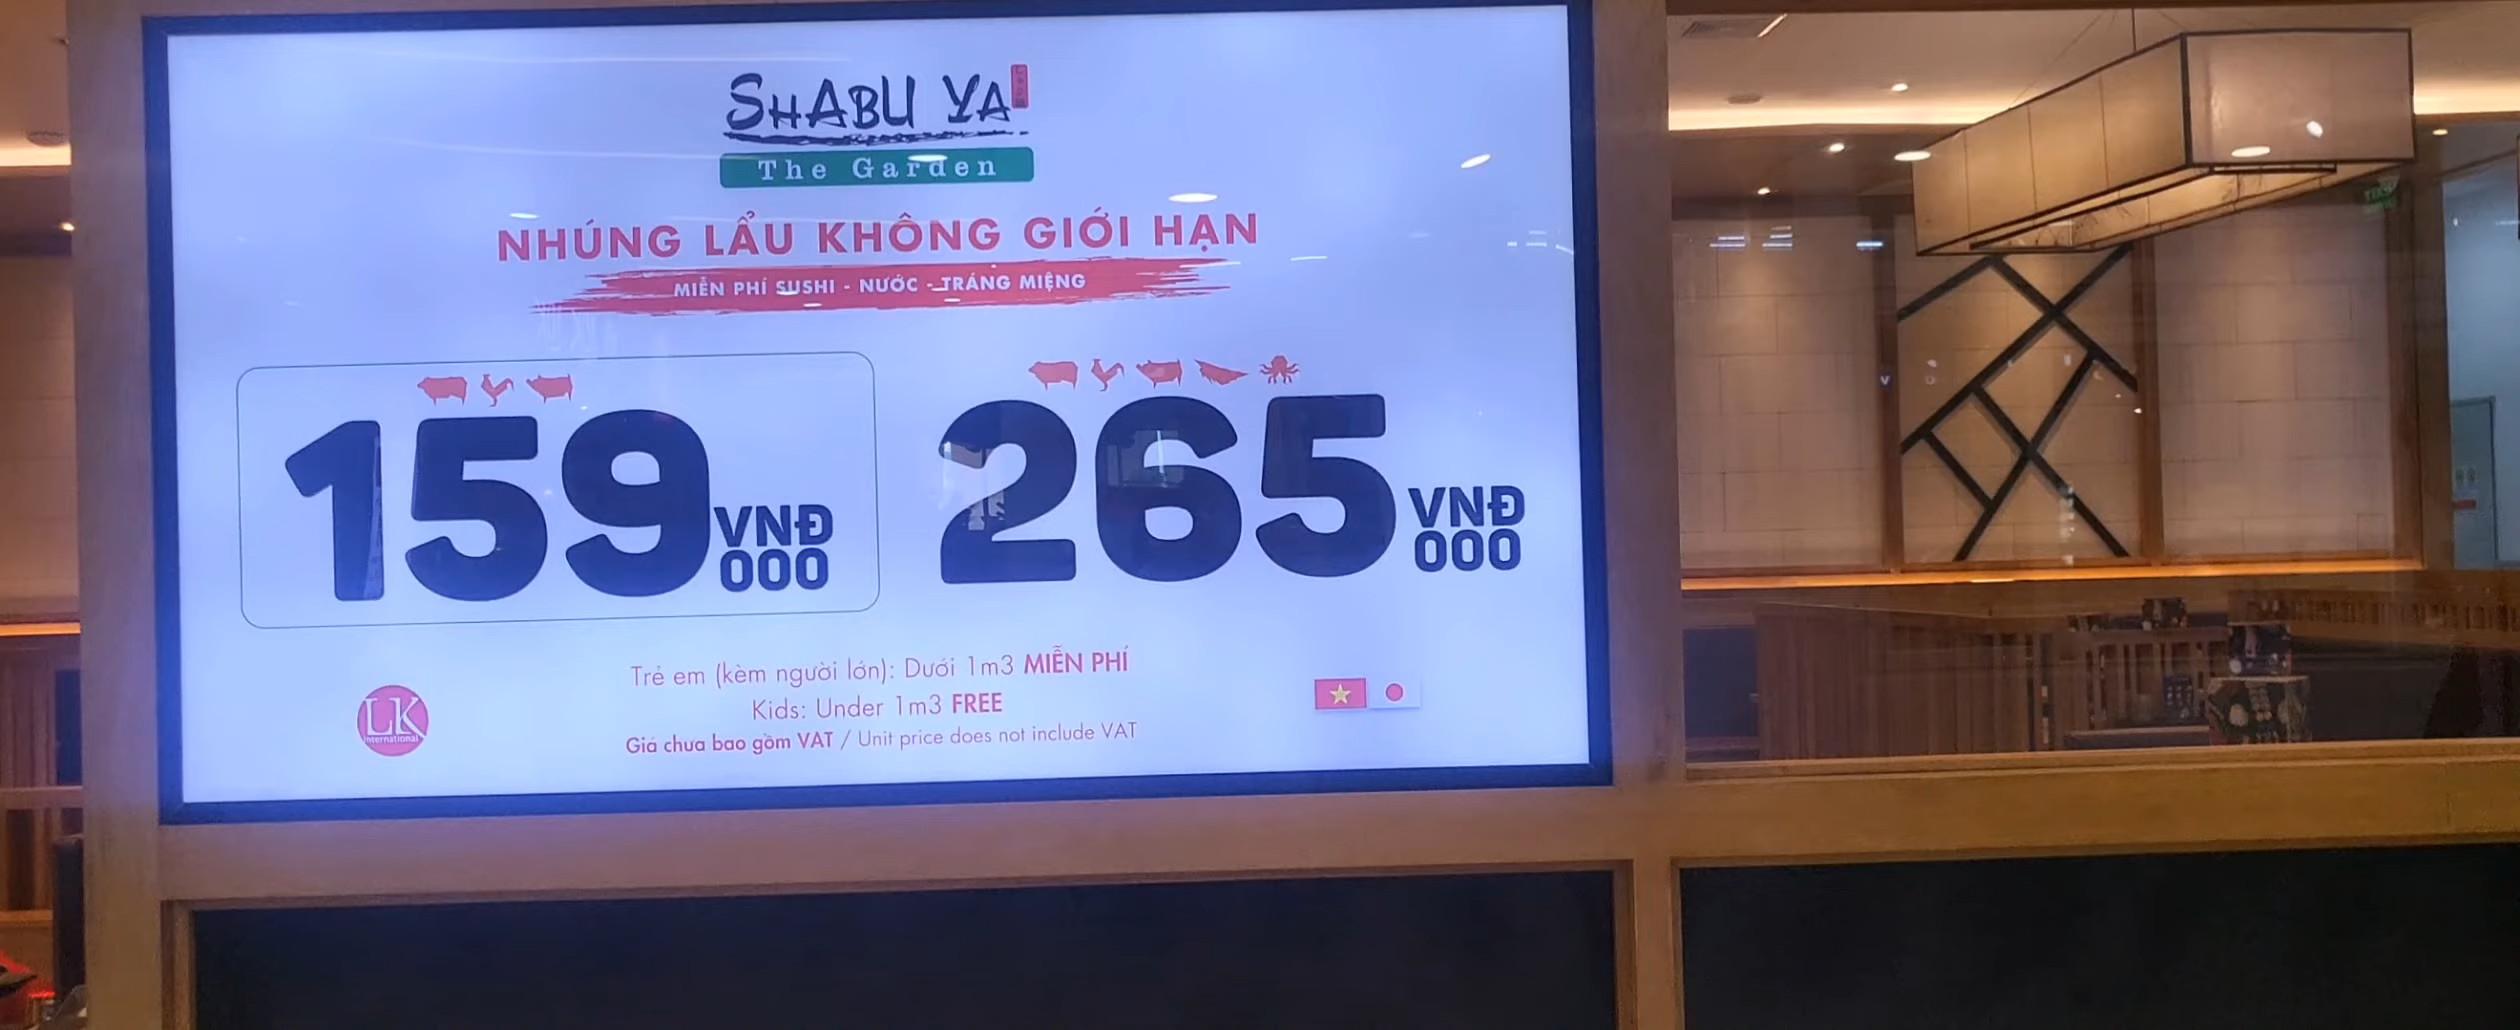 SHABU YA
The Garden
NHÚNG LẨU KHÔNG GIỚI HẠN
MIỄN PHÍ SUSHI - NƯỚC - TRÁNG MIỆNG
159 VNĐ 000
265 VNĐ 000
Trẻ em (kèm người lớn): Dưới 1m3 MIỄN PHÍ
Kids: Under 1m3 FREE
Giá chưa bao gồm VAT / Unit price does not include VAT
LK
International